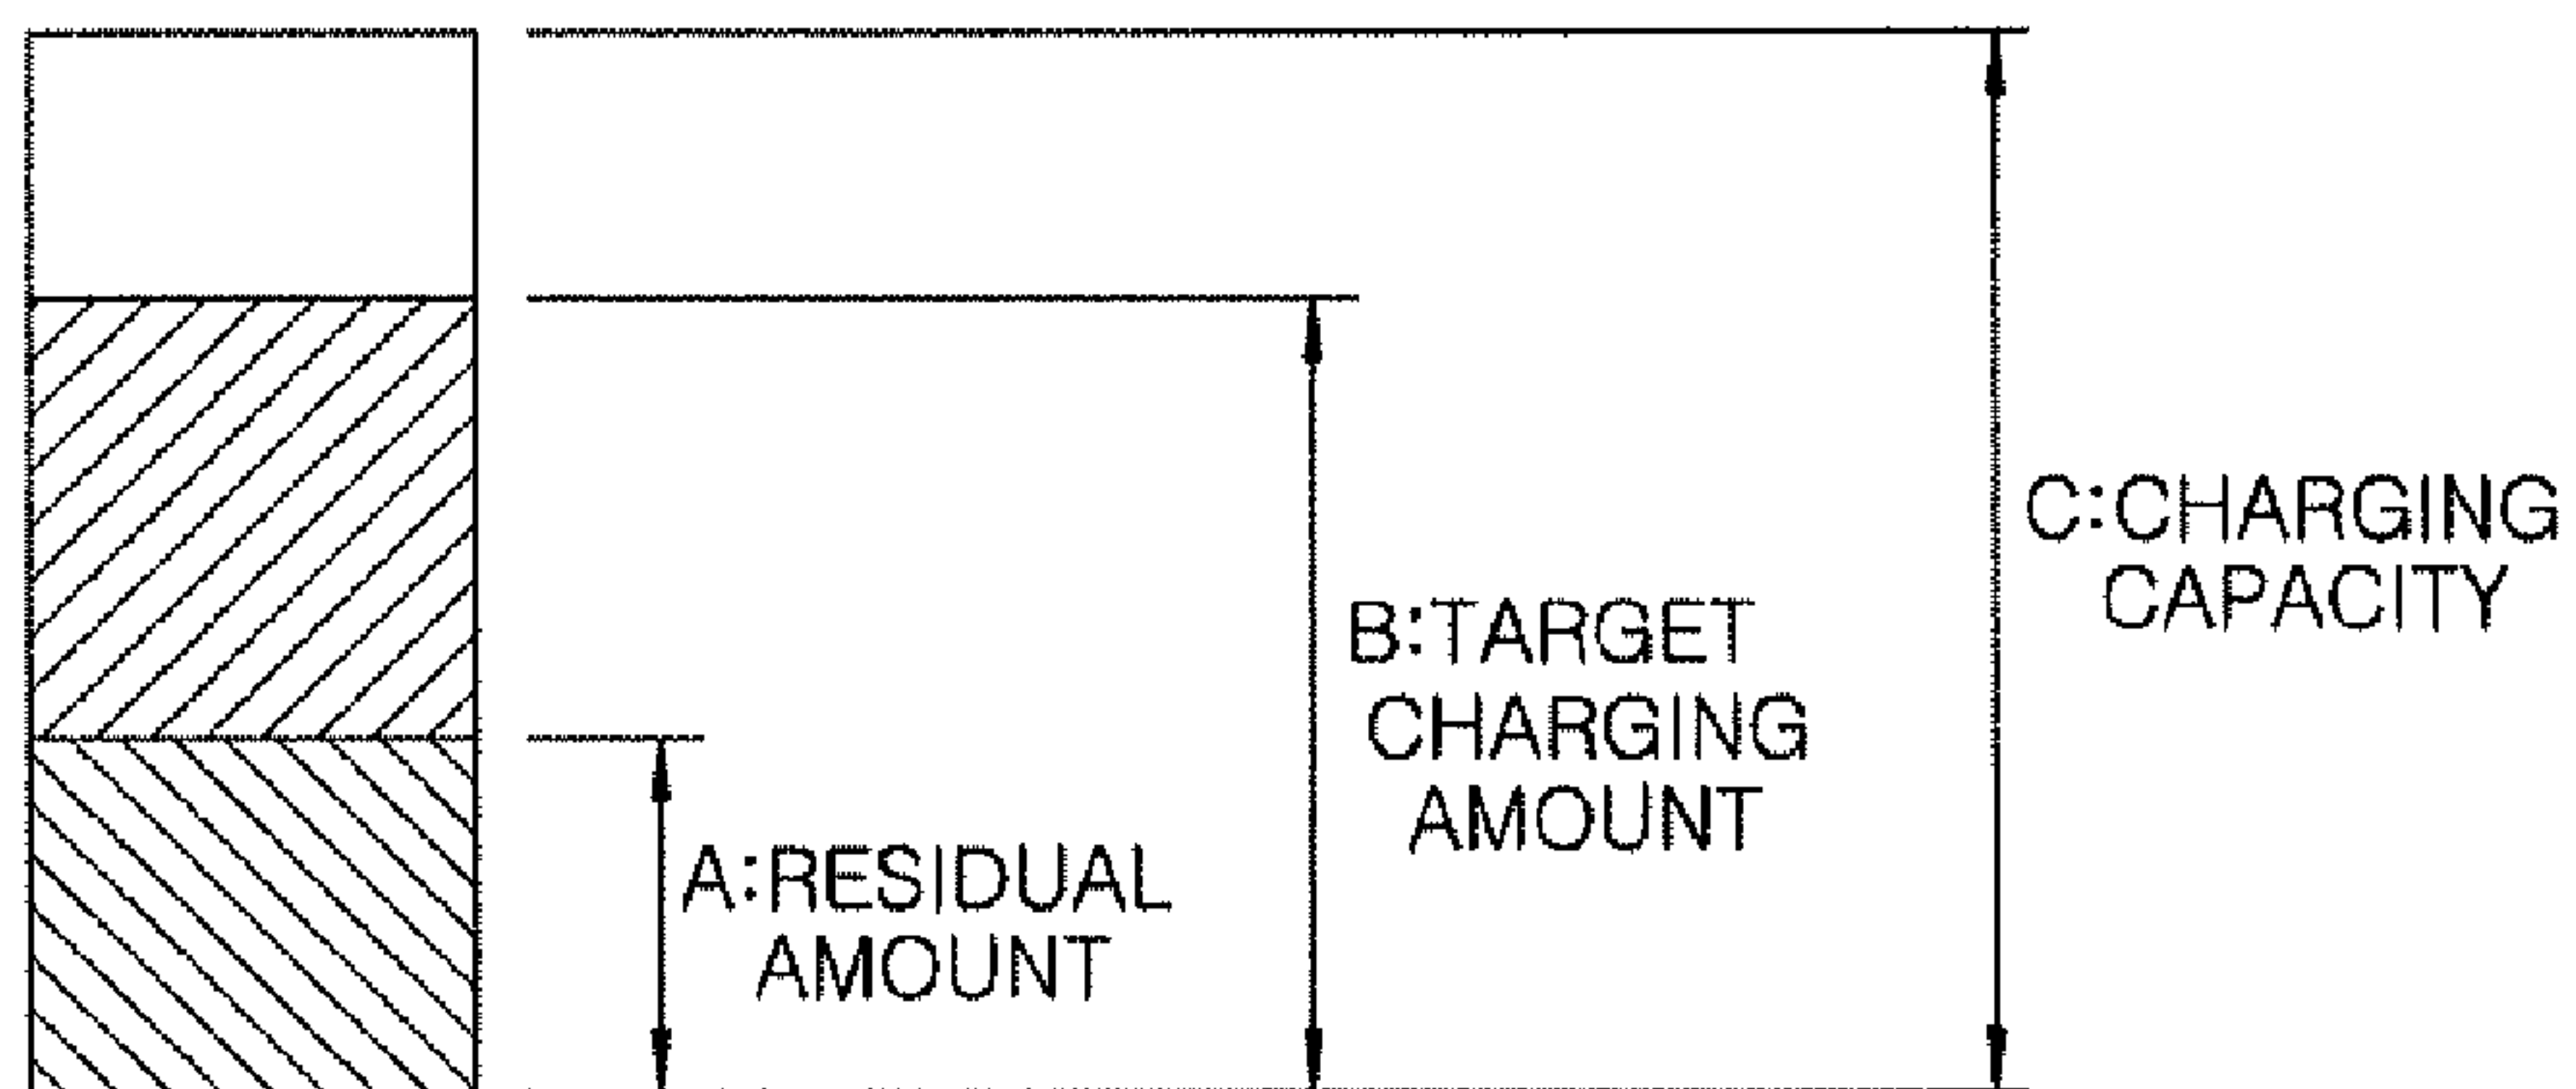 C:CHARGING
CAPACITY
B:TARGET
CHARGING
AMOUNT
A:RESIDUAL
AMOUNT